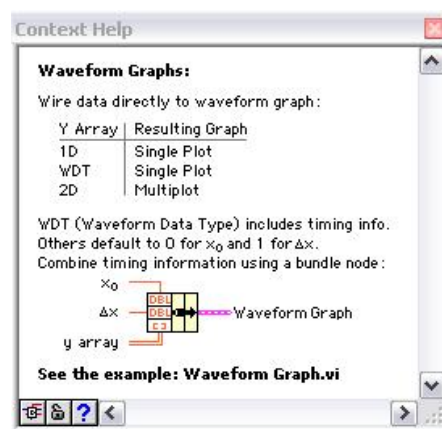 Context Help
Waveform Graphs:
Wire data directly to waveform graph:
Y Array Resulting Graph
1D Single Plot
WDT Single Plot
2D Multiplot
WDT (Waveform Data Type) includes timing info.
Others default to 0 for x₀ and 1 for Δx.
Combine timing information using a bundle node:
x₀
DBL
Δx DBL Waveform Graph
y array
See the example: Waveform Graph.vi
?